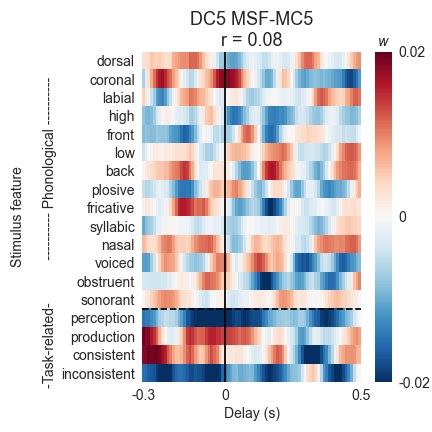 DC5 MSF-MC5
r = 0.08
w
dorsal
coronal
labial
high
front
low
back
plosive
fricative
syllabic
nasal
voiced
obstruent
sonorant
perception
production
consistent
inconsistent
Stimulus feature
-Task-related- ---------- Phonological ----------
0.02
0
-0.02
-0.3 0 0.5
Delay (s)